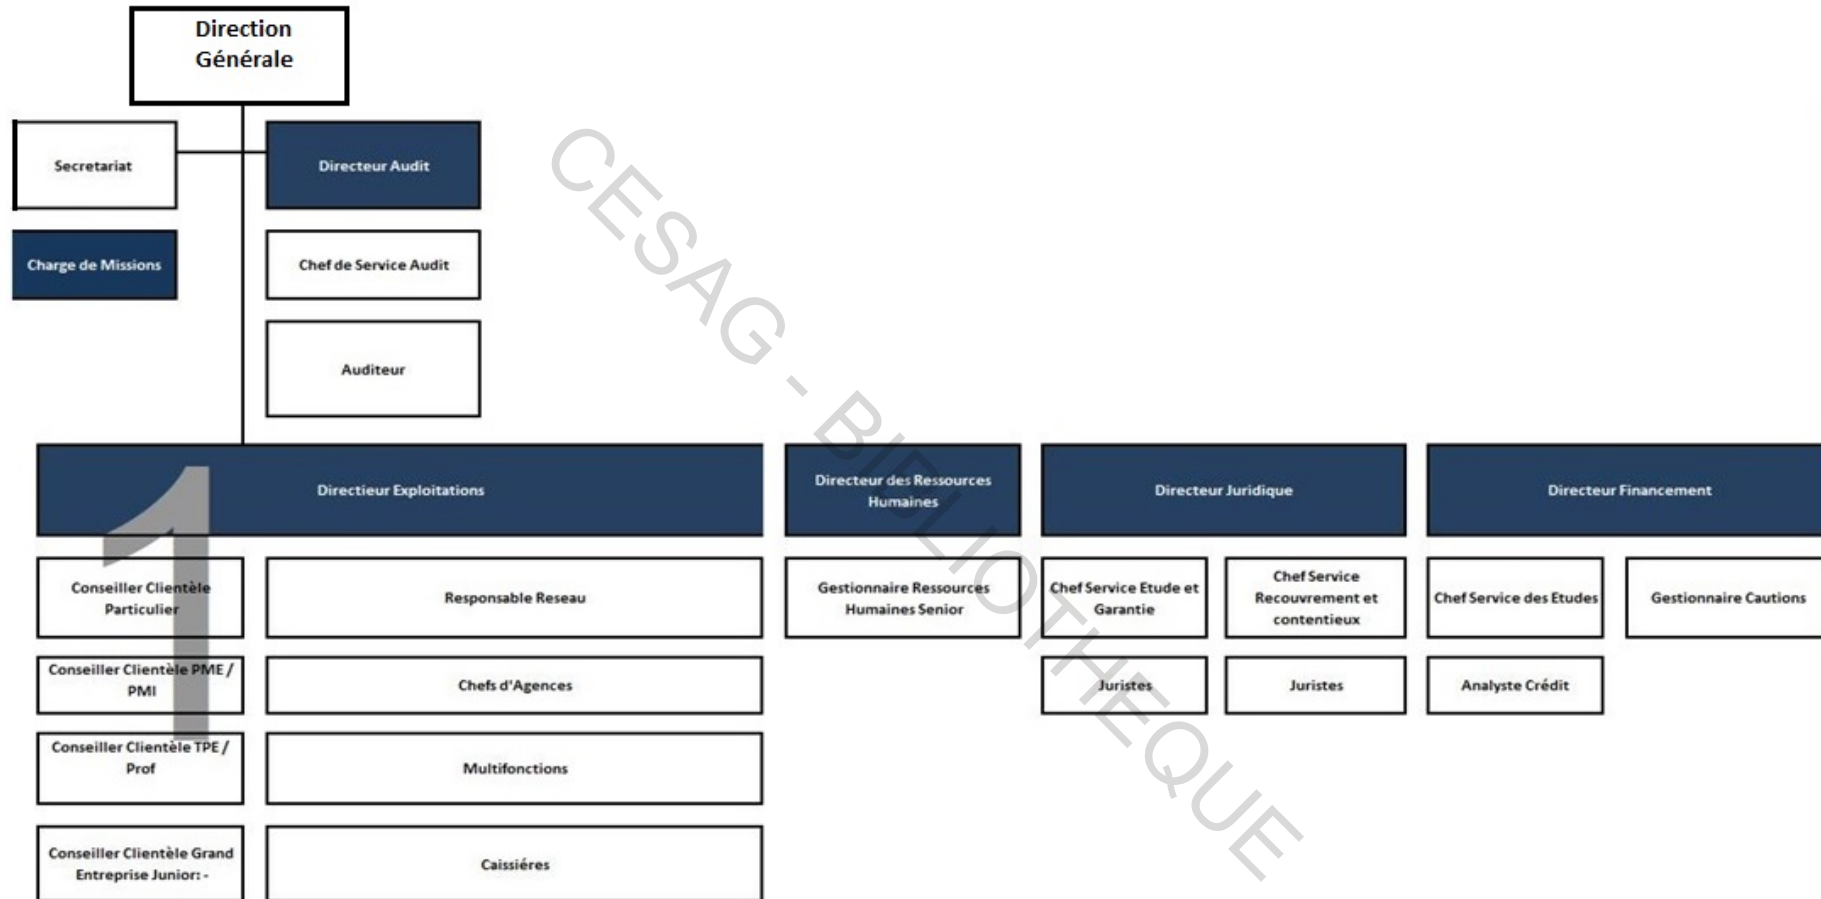 Direction
Générale
Secretariat
Directeur Audit
Charge de Missions
Chef de Service Audit
Auditeur
Directieur Exploitations
Directeur des Ressources
Humaines
Directeur Juridique
Directeur Financement
Conseiller Clientèle
Particulier
Responsable Reseau
Gestionnaire Ressources
Humaines Senior
Chef Service Etude et
Garantie
Chef Service
Recouvrement et
contentieux
Chef Service des Etudes
Gestionnaire Cautions
Conseiller Clientèle PME /
PMI
Chefs d'Agences
Juristes
Juristes
Analyste Crédit
Conseiller Clientèle TPE /
Prof
Multifonctions
Conseiller Clientèle Grand
Entreprise Junior: -
Caissiéres
1
CESAG - BIBLIOTHEQUE